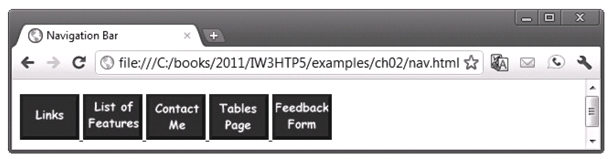 Navigation Bar
file:///C:/books/2011/IW3HTP5/examples/ch02/nav.html
Links
List of
Features
Contact
Me
Tables
Page
Feedback
Form